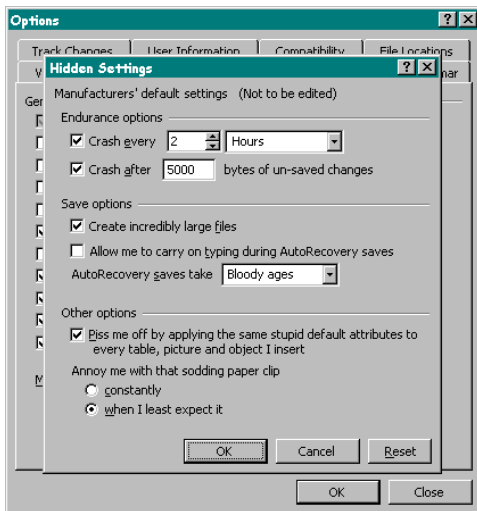 Options
Track Changes User Information Compatibility File Locations
Hidden Settings
Manufacturers' default settings (Not to be edited)
Endurance options
Crash every 2 Hours
Crash after 5000 bytes of un-saved changes
Save options
Create incredibly large files
Allow me to carry on typing during AutoRecovery saves
AutoRecovery saves take Bloody ages
Other options
Piss me off by applying the same stupid default attributes to
every table, picture and object I insert
Annoy me with that sodding paper clip
constantly
when I least expect it
OK Cancel Reset
OK Close